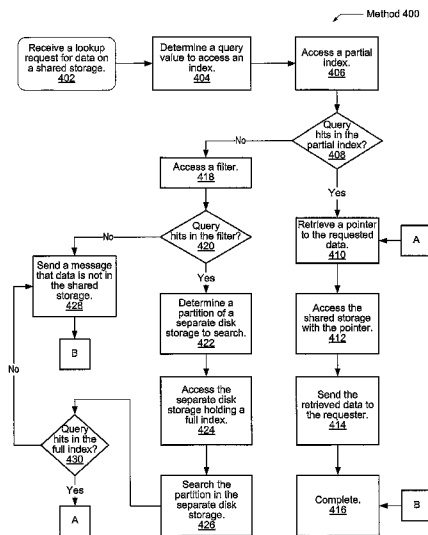 Method 400
Receive a lookup
request for data on
a shared storage.
402
Determine a query
value to access an
index.
404
Access a partial
index.
406
Query
hits in the
partial index?
408
No
Yes
Access a filter.
418
Query
hits in the filter?
420
No
Yes
Retrieve a pointer
to the requested
data.
410
A
Send a message
that data is not in
the shared
storage.
428
B
Determine a
partition of a
separate disk
storage to search.
422
Access the
shared storage
with the pointer.
412
No
Access the
separate disk
storage holding a
full index.
424
Send the
retrieved data to
the requester.
414
Query
hits in the
full index?
430
Yes
A
Search the
partition in the
separate disk
storage.
426
Complete.
416
B